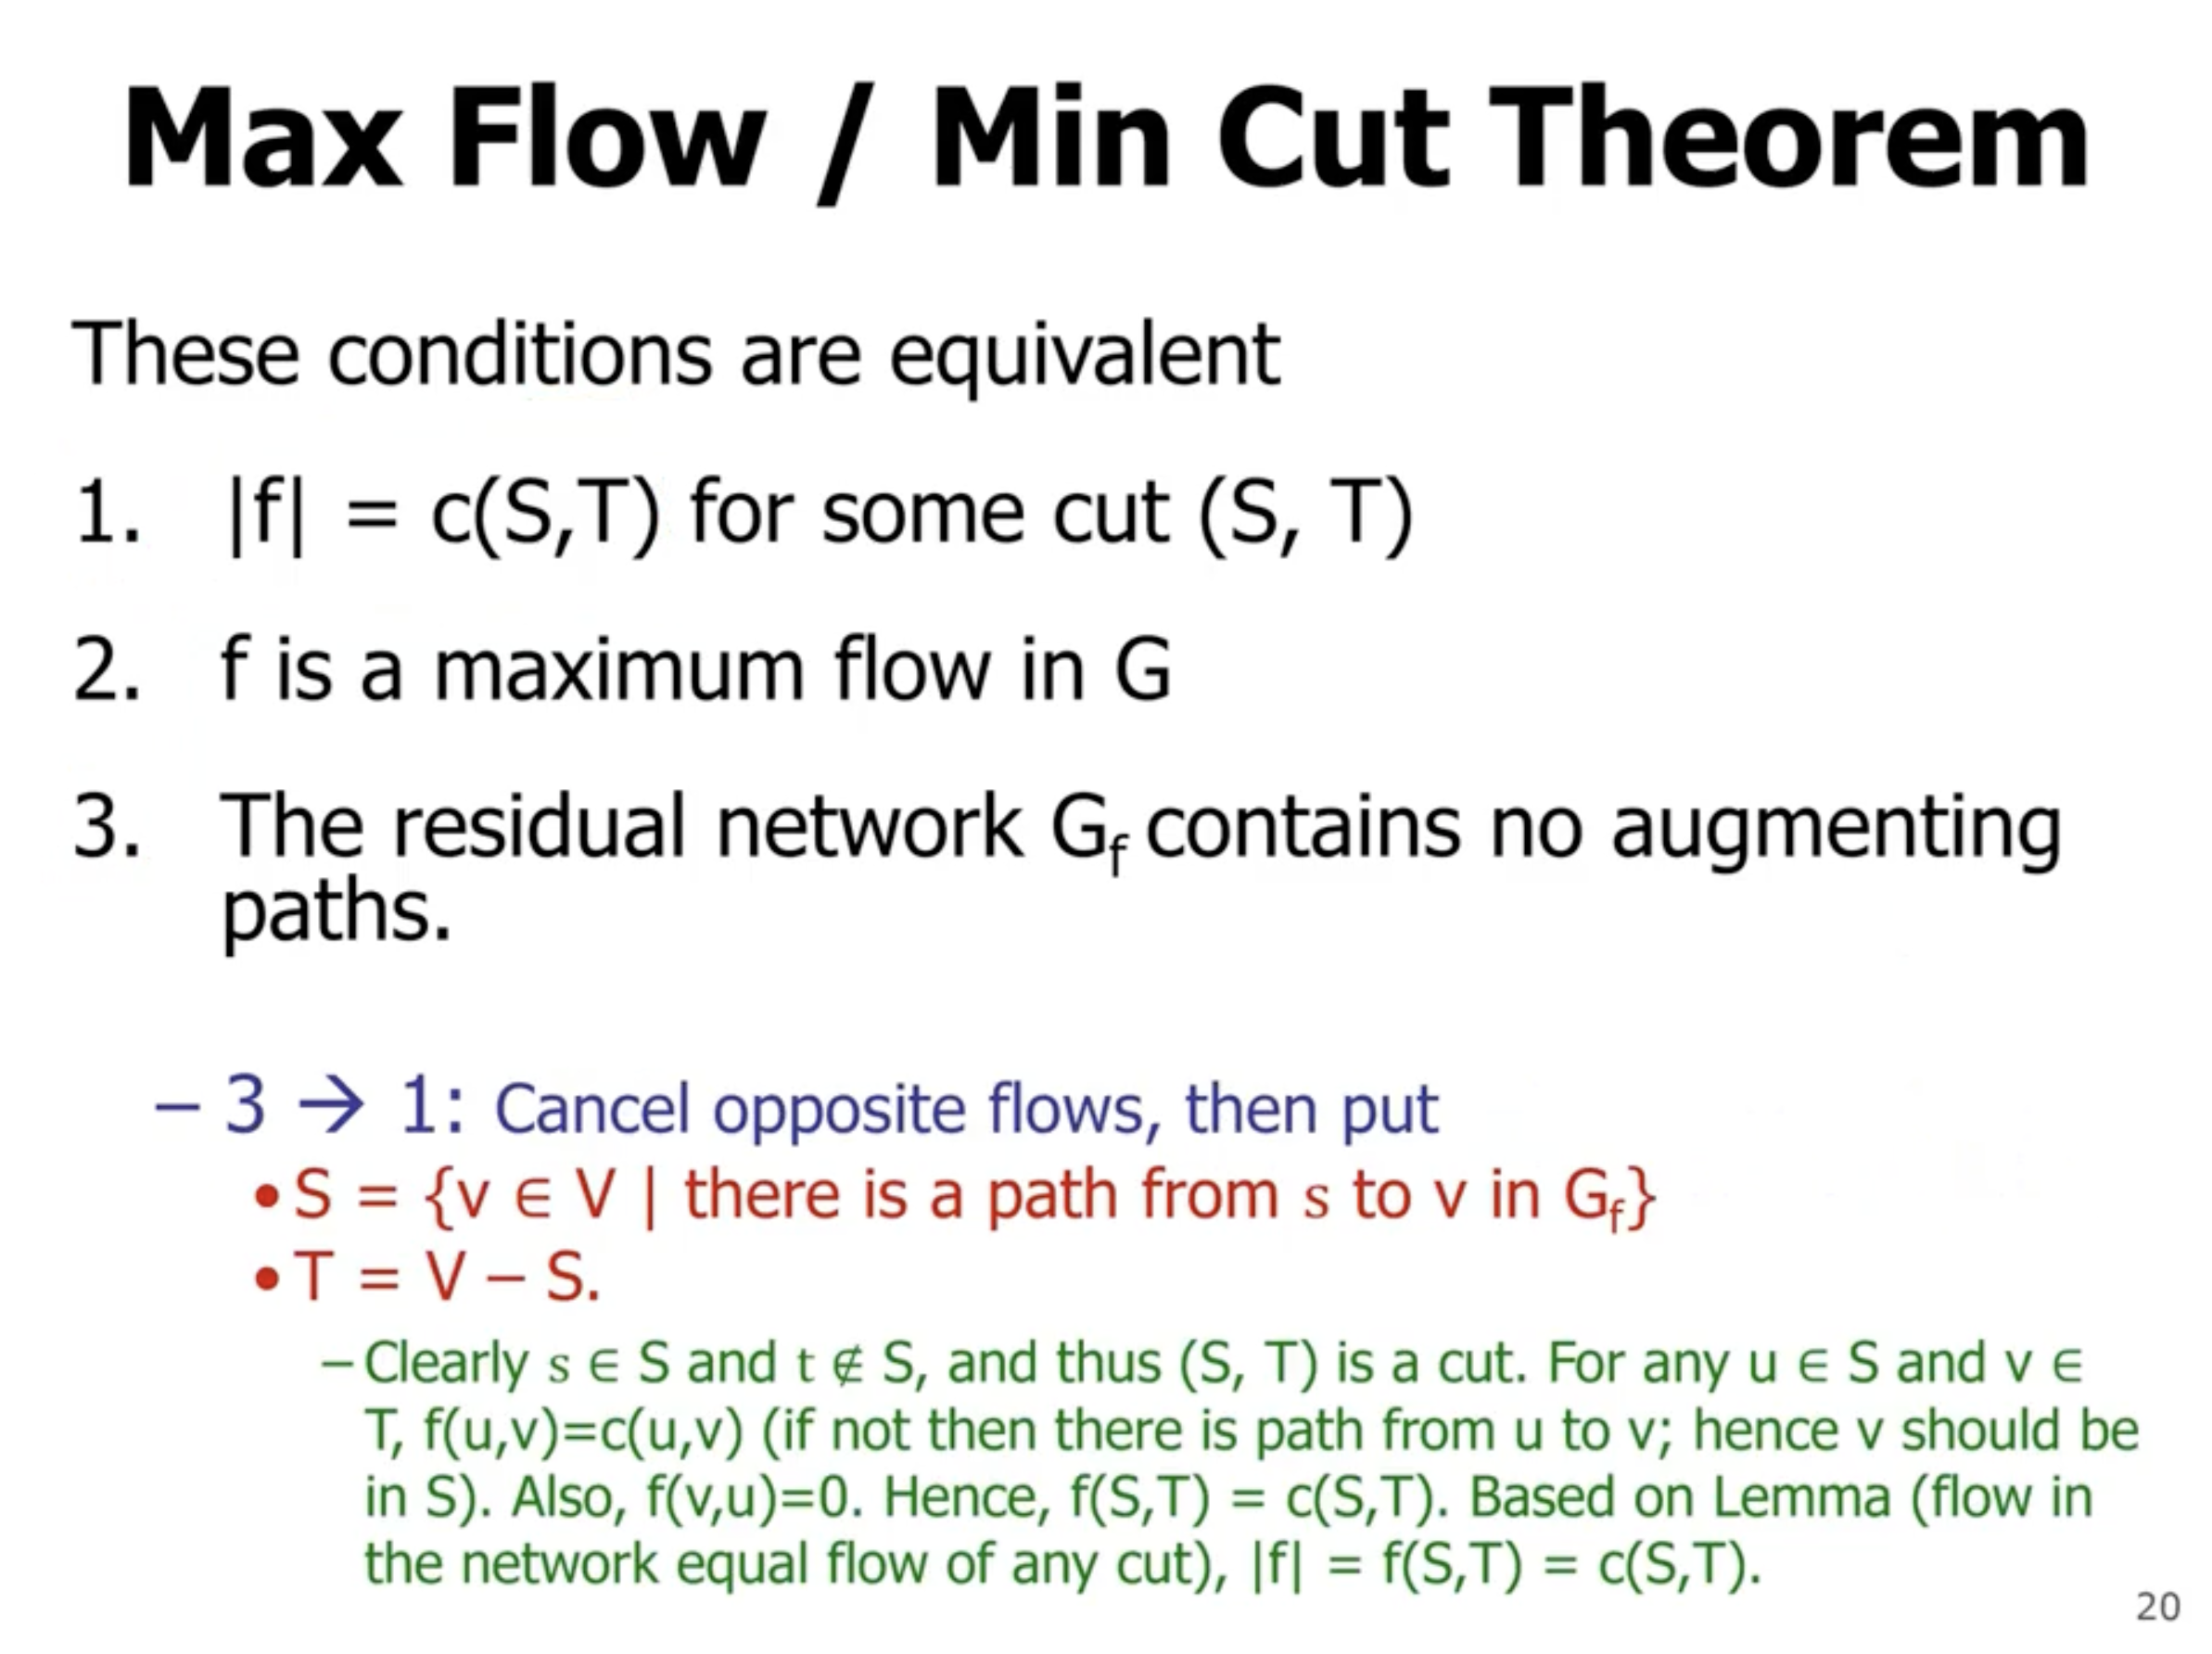 Max Flow / Min Cut Theorem
These conditions are equivalent
1. |f| = c(S,T) for some cut (S, T)
2. f is a maximum flow in G
3. The residual network Gf contains no augmenting
paths.
– 3 → 1: Cancel opposite flows, then put
• S = {v ∈ V | there is a path from s to v in Gf}
• T = V – S.
– Clearly s ∈ S and t ∉ S, and thus (S, T) is a cut. For any u ∈ S and v ∈
T, f(u,v)=c(u,v) (if not then there is path from u to v; hence v should be
in S). Also, f(v,u)=0. Hence, f(S,T) = c(S,T). Based on Lemma (flow in
the network equal flow of any cut), |f| = f(S,T) = c(S,T).
20